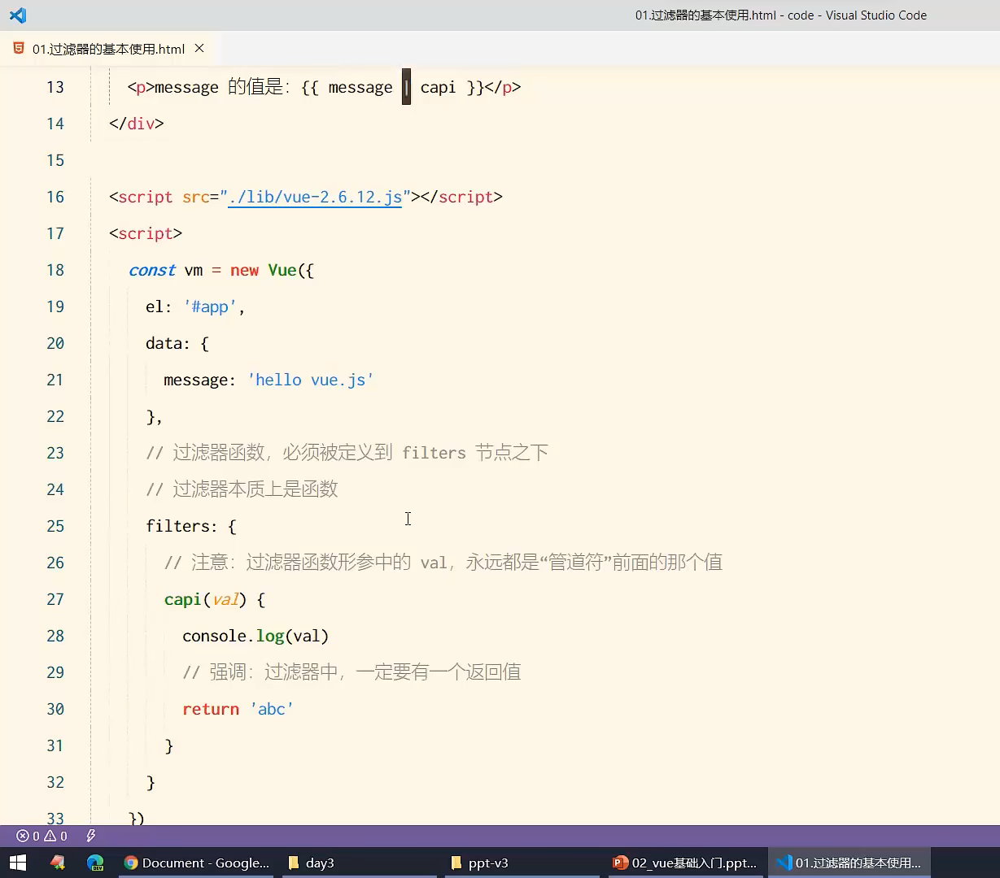 01.过滤器的基本使用.html - code - Visual Studio Code
01.过滤器的基本使用.html
13 <p>message 的值是：{{ message | capi }}</p>
14 </div>
15
16 <script src="./lib/vue-2.6.12.js"></script>
17 <script>
18 const vm = new Vue({
19 el: '#app',
20 data: {
21 message: 'hello vue.js'
22 },
23 // 过滤器函数，必须被定义到 filters 节点之下
24 // 过滤器本质上是函数
25 filters: {
26 // 注意：过滤器函数形参中的 val，永远都是“管道符”前面的那个值
27 capi(val) {
28 console.log(val)
29 // 强调：过滤器中，一定要有一个返回值
30 return 'abc'
31 }
32 }
33 })
0 0
DEV Document - Google... day3 ppt-v3 02_vue基础入门.ppt... 01.过滤器的基本使用...